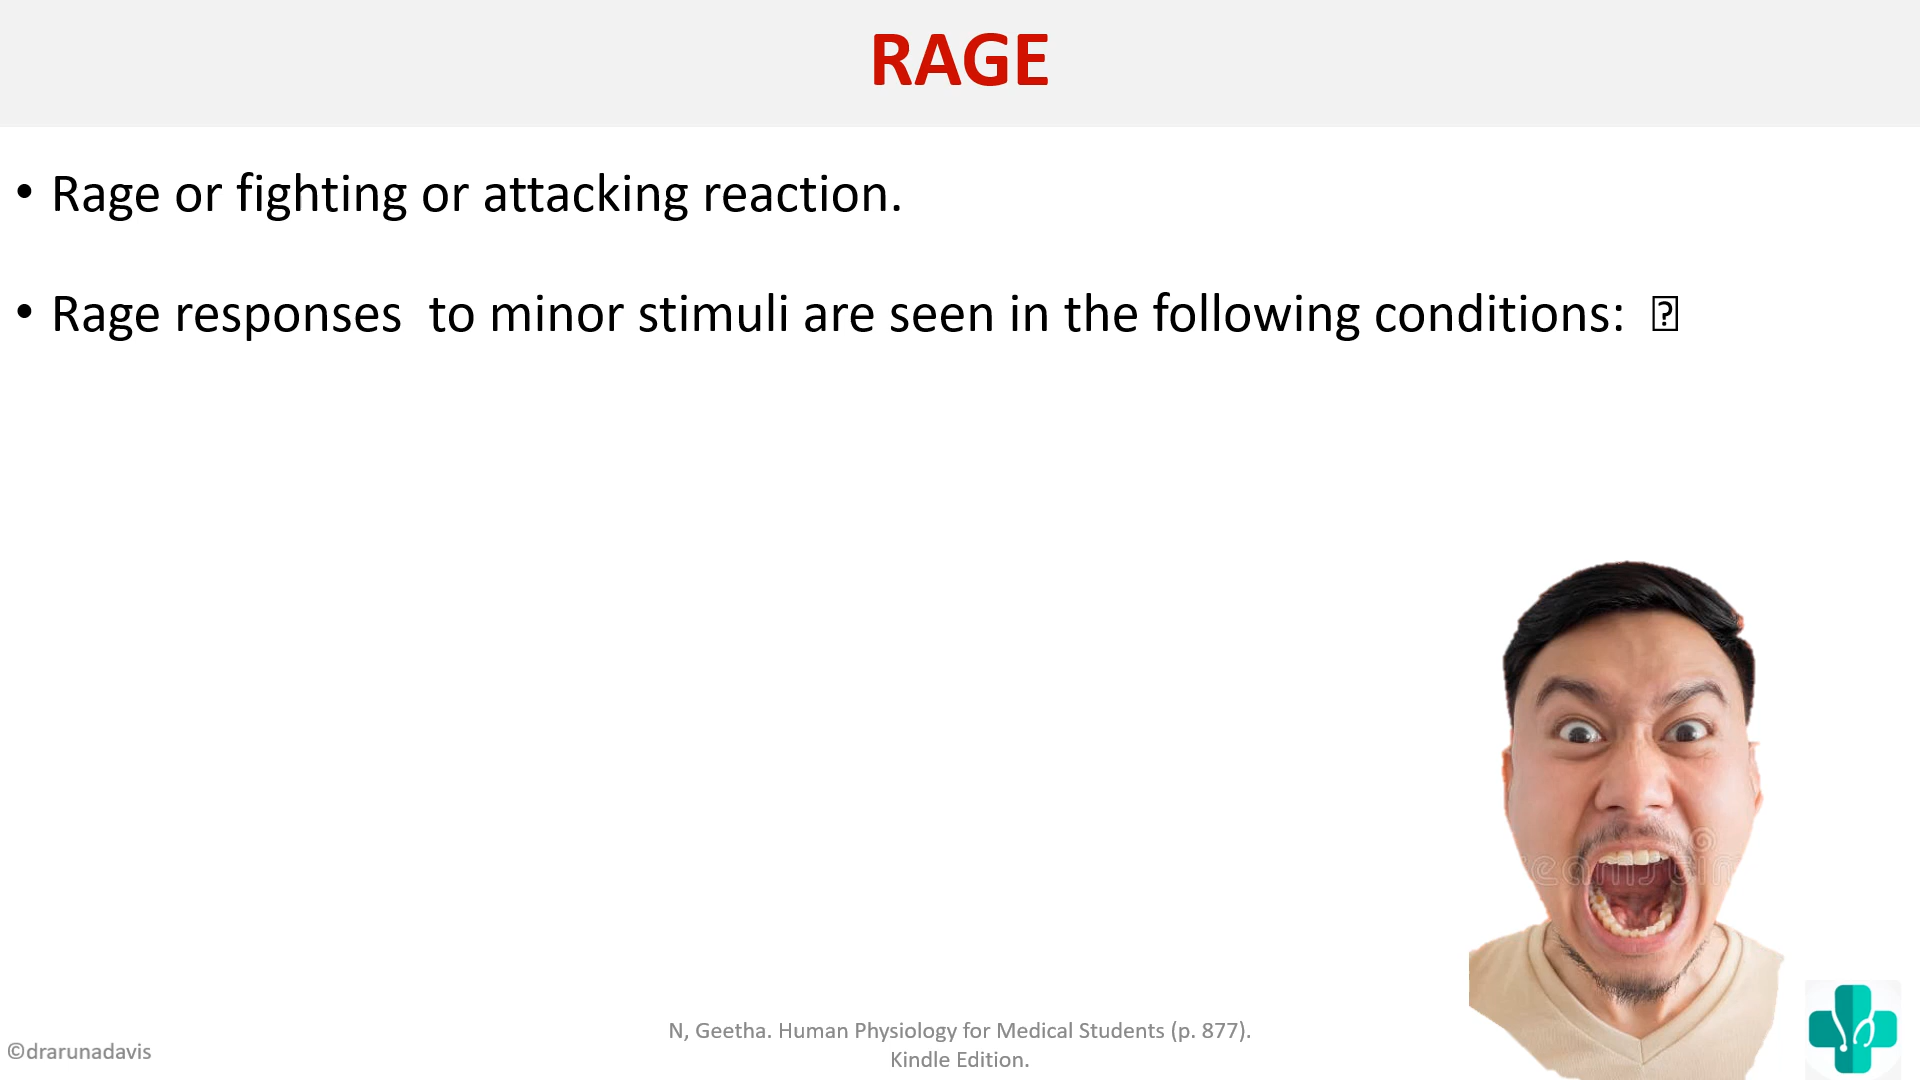 RAGE
• Rage or fighting or attacking reaction.
• Rage responses  to minor stimuli are seen in the following conditions:
N, Geetha. Human Physiology for Medical Students (p. 877).
Kindle Edition.
©drarunadavis